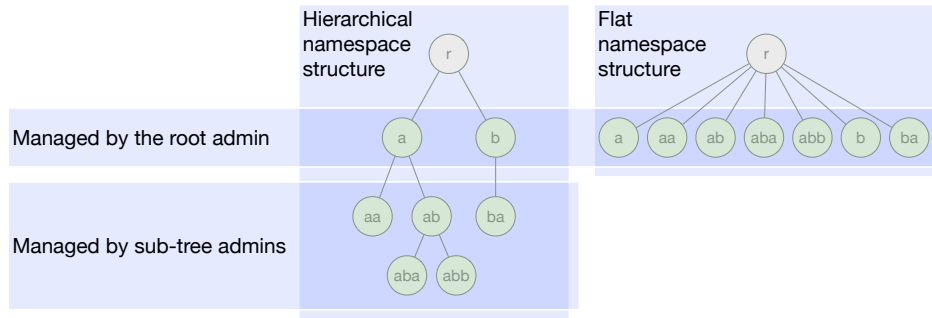 Hierarchical
namespace
structure
Flat
namespace
structure
r
r
Managed by the root admin
a
b
a
aa
ab
aba
abb
b
ba
aa
ab
ba
Managed by sub-tree admins
aba
abb